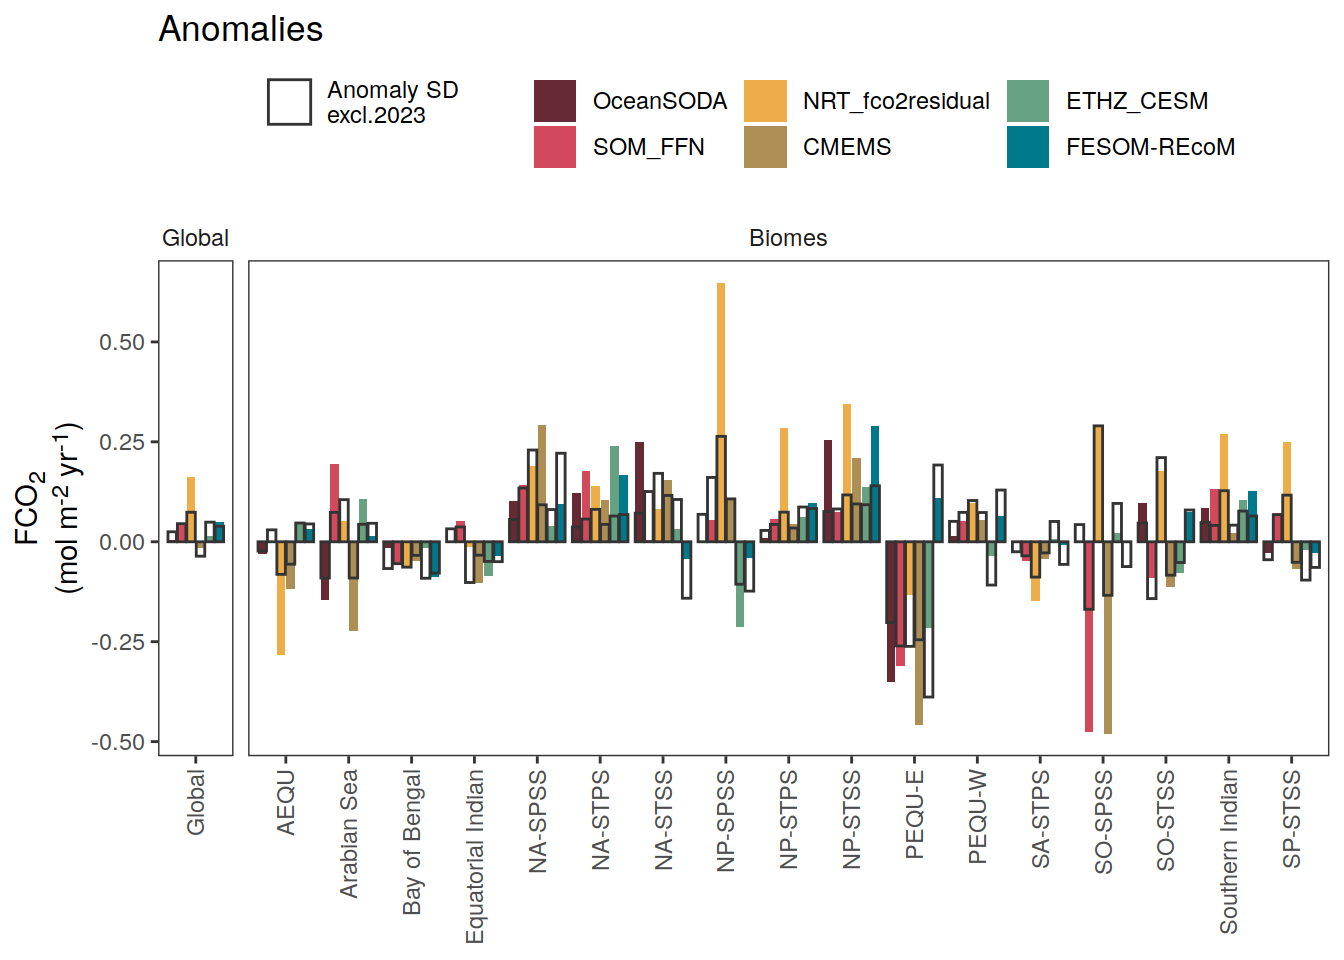 Anomalies
Anomaly SD
excl.2023
OceanSODA
NRT_fco2residual
ETHZ_CESM
SOM_FFN
CMEMS
FESOM-REcoM
Global
Biomes
FCO2
(mol m-2 yr-1)
0.50
0.25
0.00
-0.25
-0.50
Global
AEQU
Arabian Sea
Bay of Bengal
Equatorial Indian
NA-SPSS
NA-STPS
NA-STSS
NP-SPSS
NP-STPS
NP-STSS
PEQU-E
PEQU-W
SA-STPS
SO-SPSS
SO-STSS
Southern Indian
SP-STSS